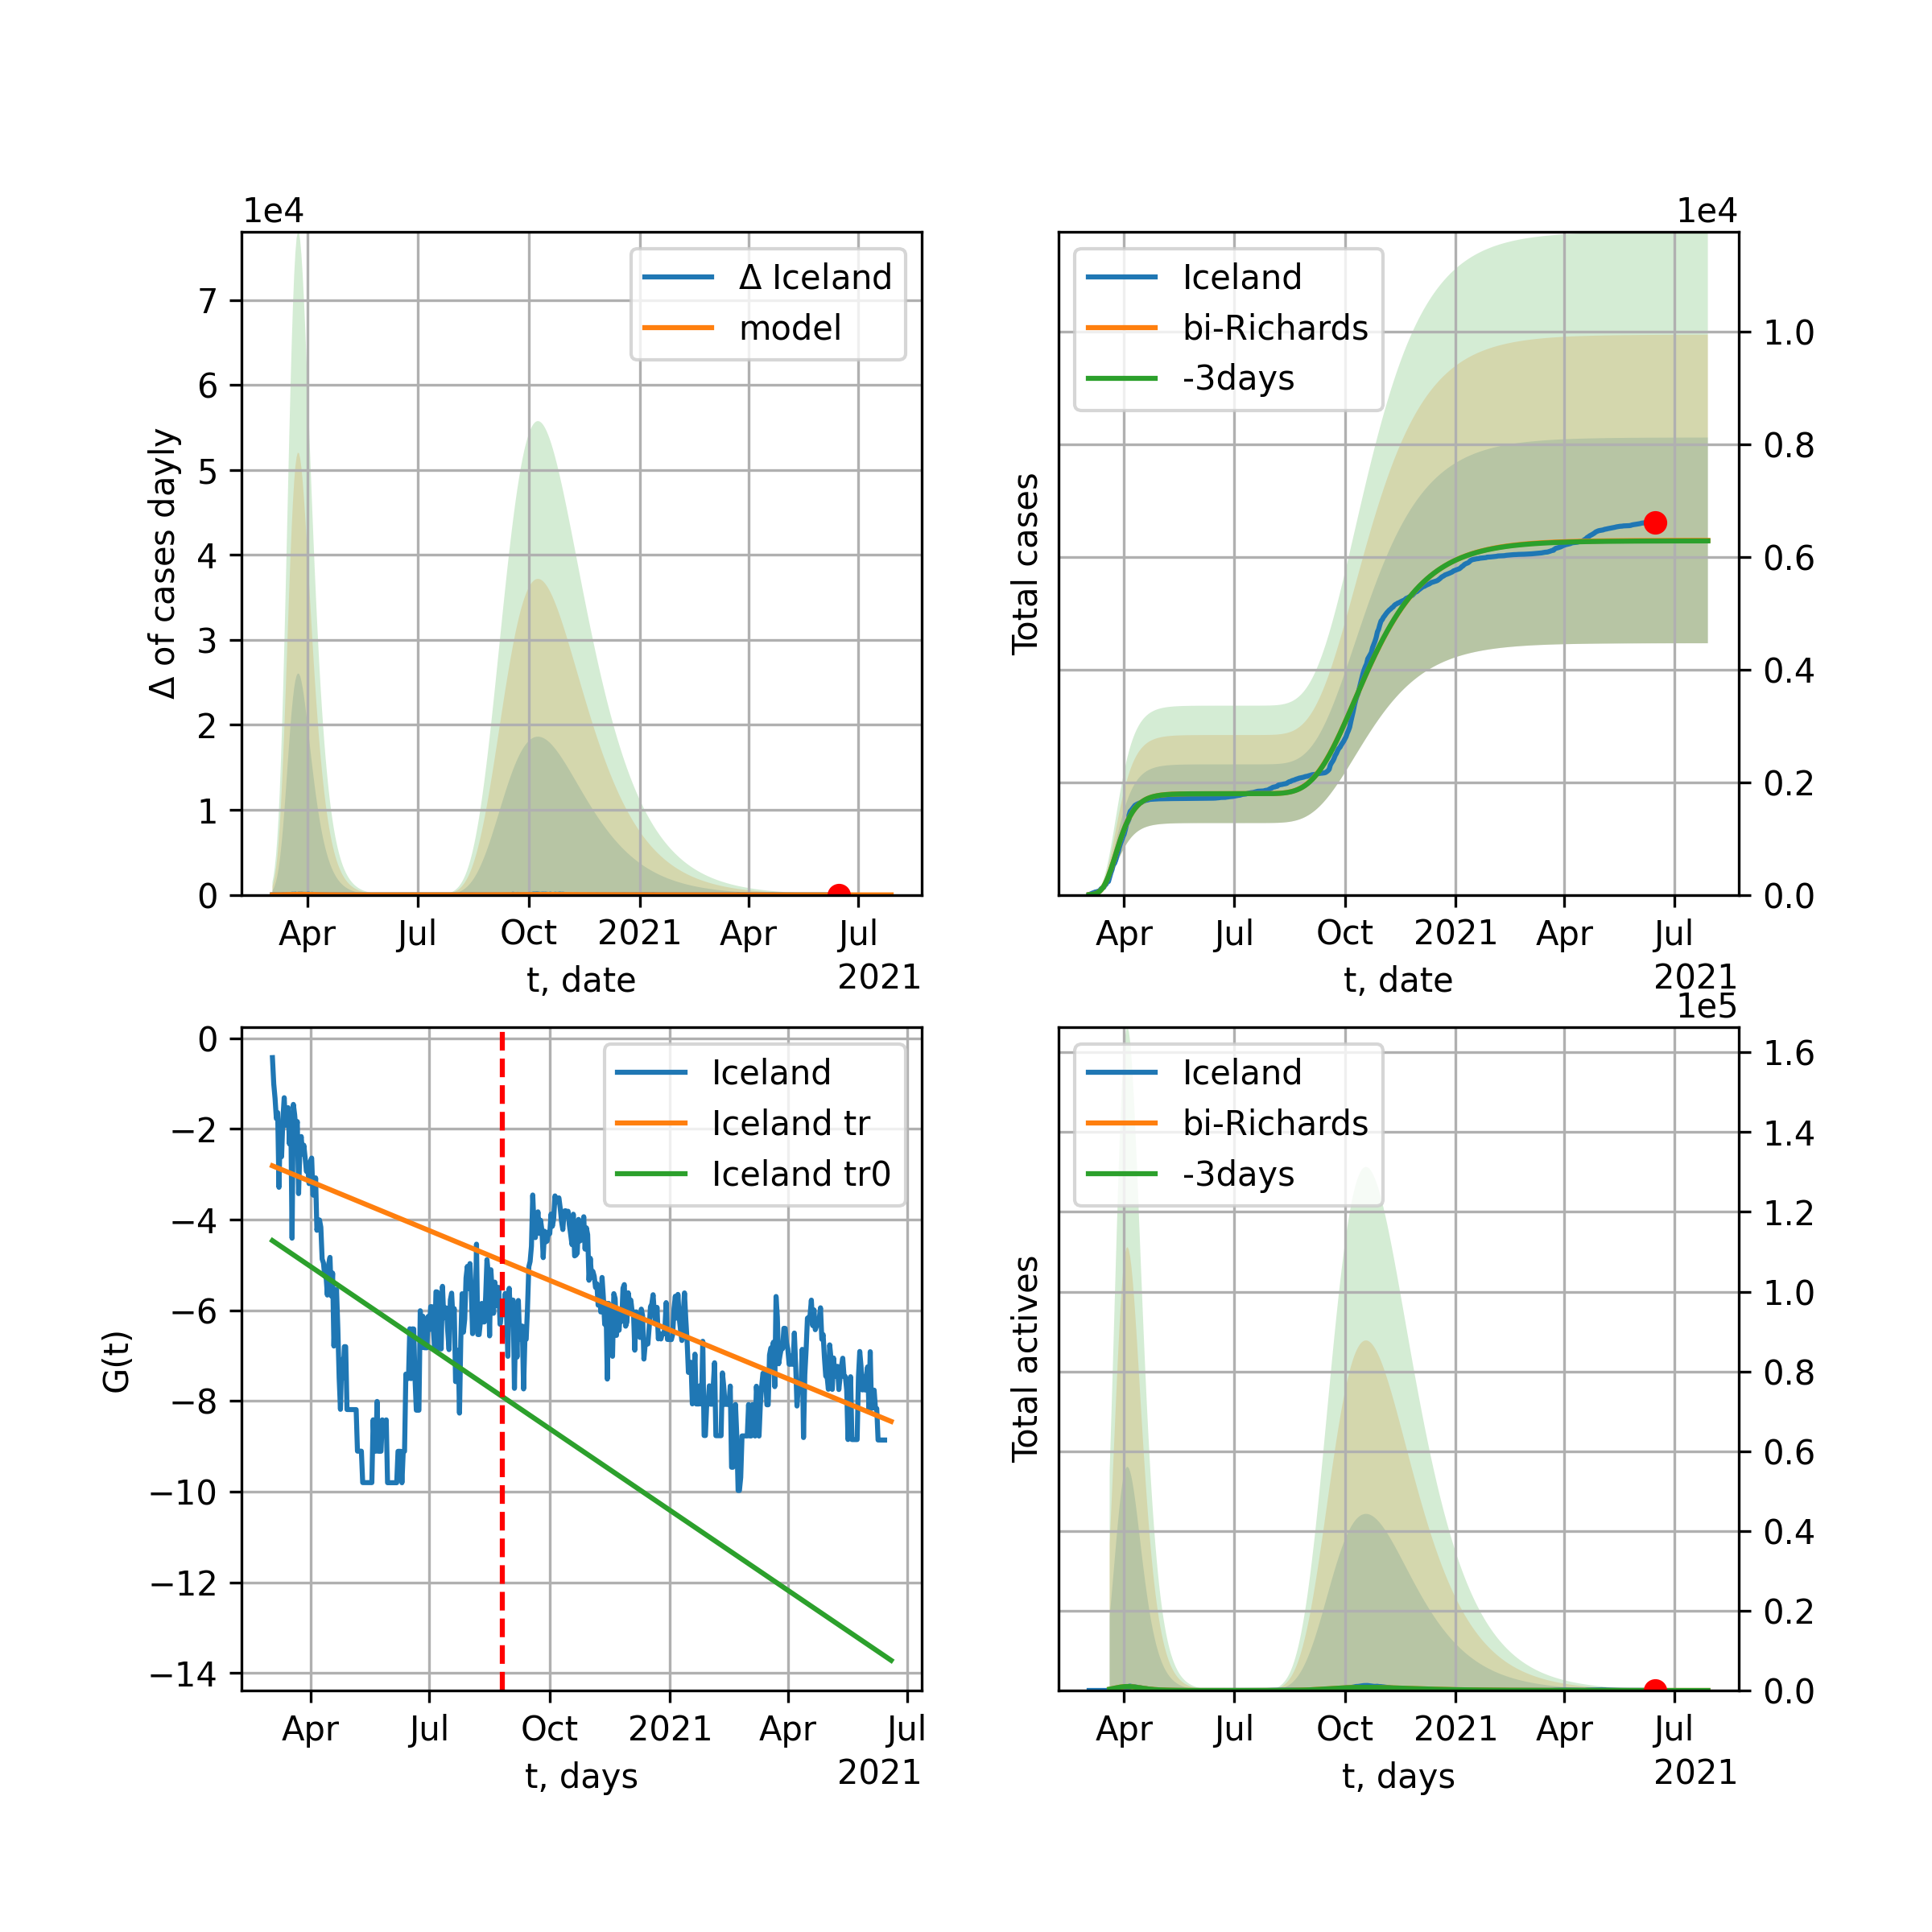 1e4
Δ of cases dayly
7
6
5
4
3
2
1
0
Δ Iceland
model
Apr Jul Oct 2021 Apr Jul
2021
t, date
1e4
Total cases
Iceland
bi-Richards
-3days
1.0
0.8
0.6
0.4
0.2
0.0
Apr Jul Oct 2021 Apr Jul
2021
t, date
G(t)
0
−2
−4
−6
−8
−10
−12
−14
Iceland
Iceland tr
Iceland tr0
Apr Jul Oct 2021 Apr Jul
2021
t, days
1e5
Total actives
Iceland
bi-Richards
-3days
1.6
1.4
1.2
1.0
0.8
0.6
0.4
0.2
0.0
Apr Jul Oct 2021 Apr Jul
2021
t, days